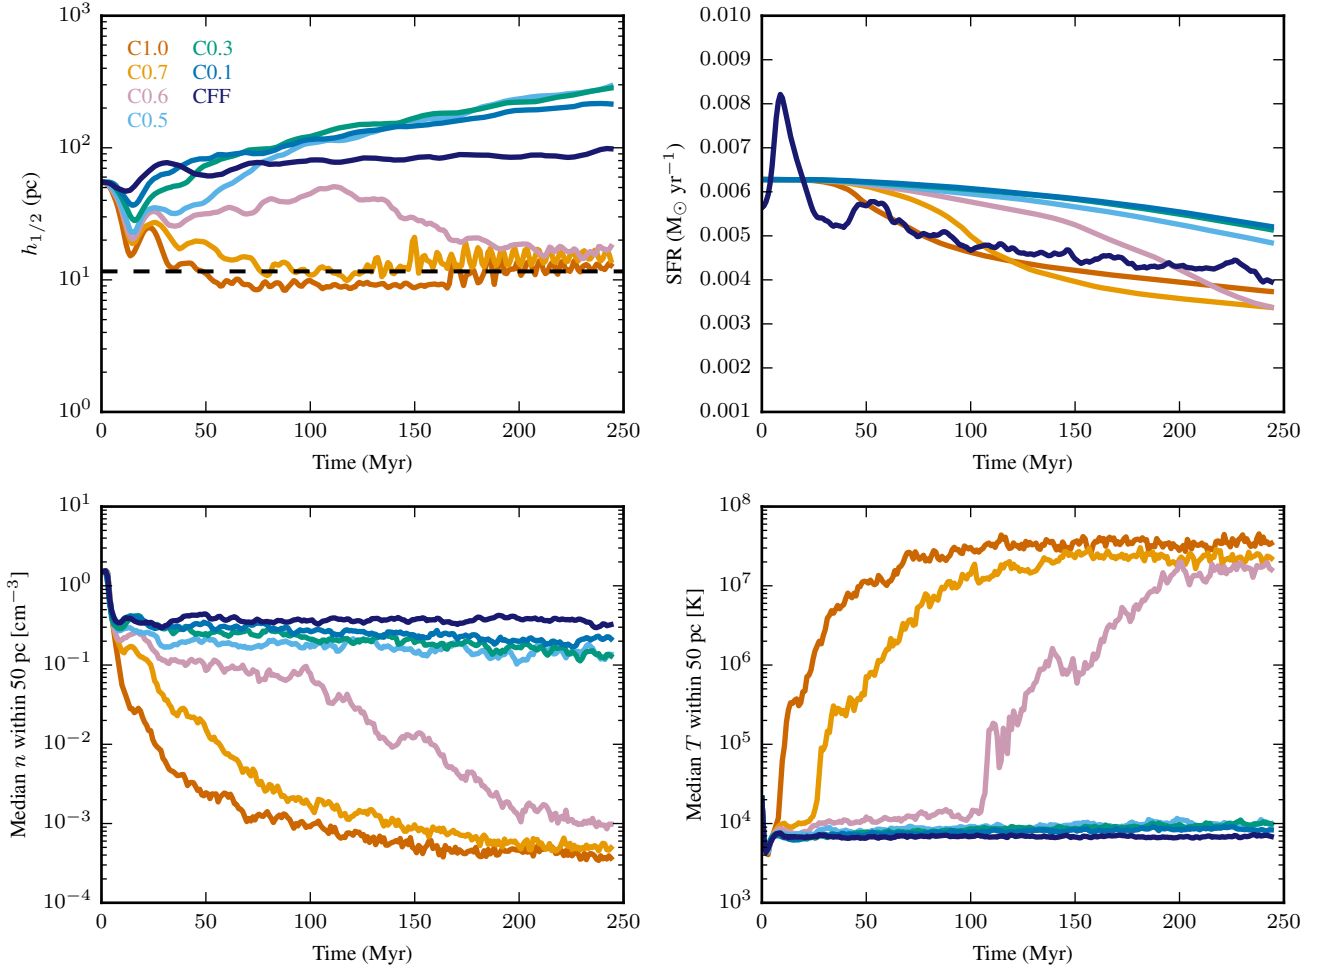 10³
10²
10¹
10⁰
h₁/₂ (pc)
C1.0 C0.3
C0.7 C0.1
C0.6 CFF
C0.5
0 50 100 150 200 250
Time (Myr)
0.010
0.009
0.008
0.007
0.006
0.005
0.004
0.003
0.002
0.001
SFR (M⊙ yr⁻¹)
0 50 100 150 200 250
Time (Myr)
10¹
10⁰
10⁻¹
10⁻²
10⁻³
10⁻⁴
Median n within 50 pc [cm⁻³]
0 50 100 150 200 250
Time (Myr)
10⁸
10⁷
10⁶
10⁵
10⁴
10³
Median T within 50 pc [K]
0 50 100 150 200 250
Time (Myr)